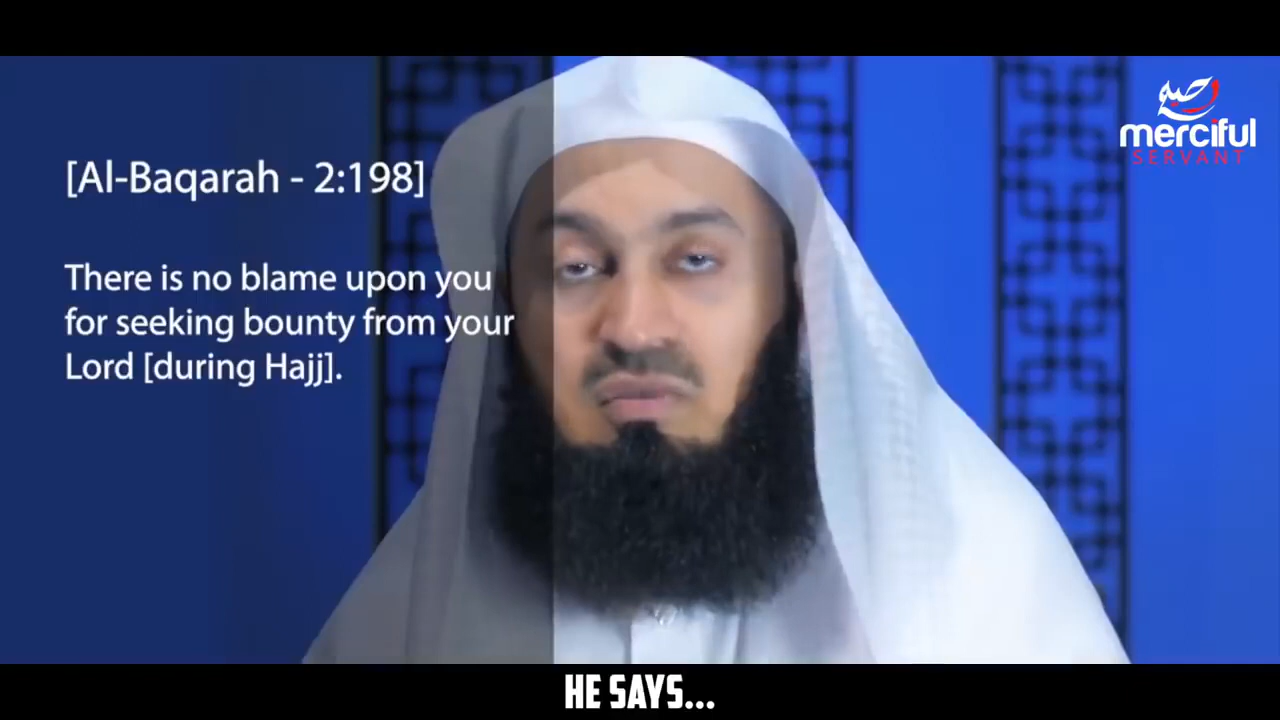 [Al-Baqarah - 2:198]
There is no blame upon you
for seeking bounty from your
Lord [during Hajj].
merciful
SERVANT
HE SAYS...